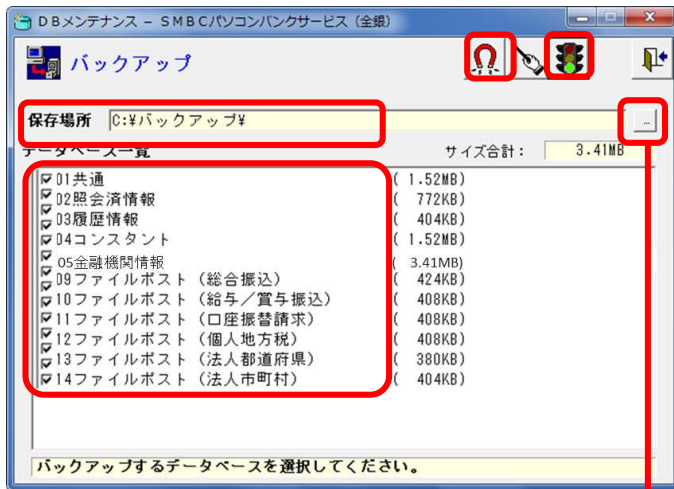 DBメンテナンス － SMBCパソコンバンクサービス（全銀）
バックアップ
保存場所 C:¥バックアップ¥ ..
データベース一覧 サイズ合計： 3.41MB
01共通 ( 1.52MB)
02照会済情報 ( 772KB)
03履歴情報 ( 404KB)
04コンスタント ( 1.52MB)
05金融機関情報 ( 3.41MB)
09ファイルポスト（総合振込） ( 424KB)
10ファイルポスト（給与／賞与振込） ( 408KB)
11ファイルポスト（口座振替請求） ( 408KB)
12ファイルポスト（個人地方税） ( 408KB)
13ファイルポスト（法人都道府県） ( 380KB)
14ファイルポスト（法人市町村） ( 404KB)
バックアップするデータベースを選択してください。